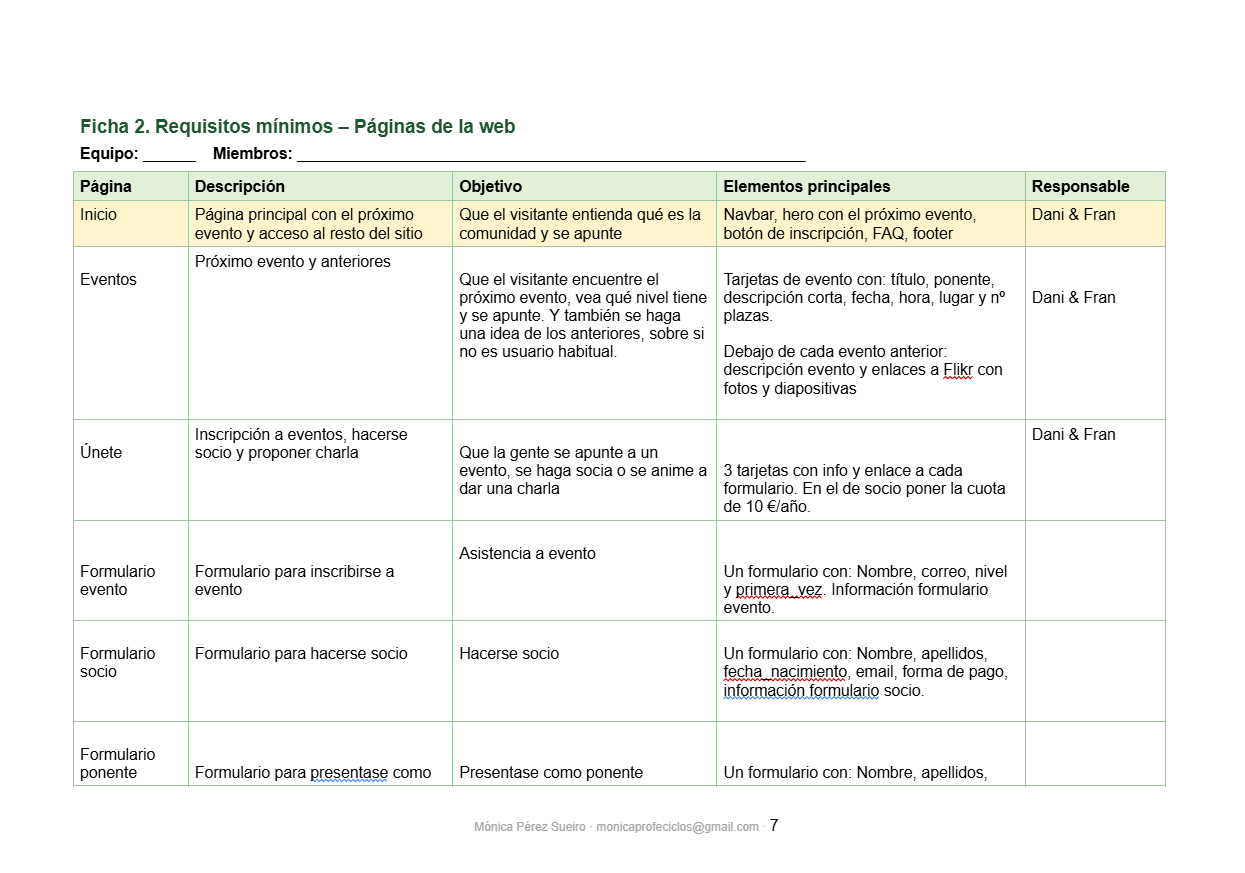 Ficha 2. Requisitos mínimos – Páginas de la web
Equipo: ______ Miembros: ____________________________________________________________
Página Descripción Objetivo Elementos principales Responsable
Inicio
Página principal con el próximo
evento y acceso al resto del sitio
Que el visitante entienda qué es la
comunidad y se apunte
Navbar, hero con el próximo evento,
botón de inscripción, FAQ, footer
Dani & Fran
Eventos
Próximo evento y anteriores
Que el visitante encuentre el
próximo evento, vea qué nivel tiene
y se apunte. Y también se haga
una idea de los anteriores, sobre si
no es usuario habitual.
Tarjetas de evento con: título, ponente,
descripción corta, fecha, hora, lugar y nº
plazas.
Debajo de cada evento anterior:
descripción evento y enlaces a Flikr con
fotos y diapositivas
Dani & Fran
Únete
Inscripción a eventos, hacerse
socio y proponer charla
Que la gente se apunte a un
evento, se haga socia o se anime a
dar una charla
3 tarjetas con info y enlace a cada
formulario. En el de socio poner la cuota
de 10 €/año.
Dani & Fran
Formulario
evento
Formulario para inscribirse a
evento
Asistencia a evento
Un formulario con: Nombre, correo, nivel
y primera_vez. Información formulario
evento.
Formulario
socio
Formulario para hacerse socio
Hacerse socio
Un formulario con: Nombre, apellidos,
fecha_nacimiento, email, forma de pago,
información formulario socio.
Formulario
ponente
Formulario para presentase como
Presentase como ponente
Un formulario con: Nombre, apellidos,
Mónica Pérez Sueiro · monicaprofeciclos@gmail.com · 7